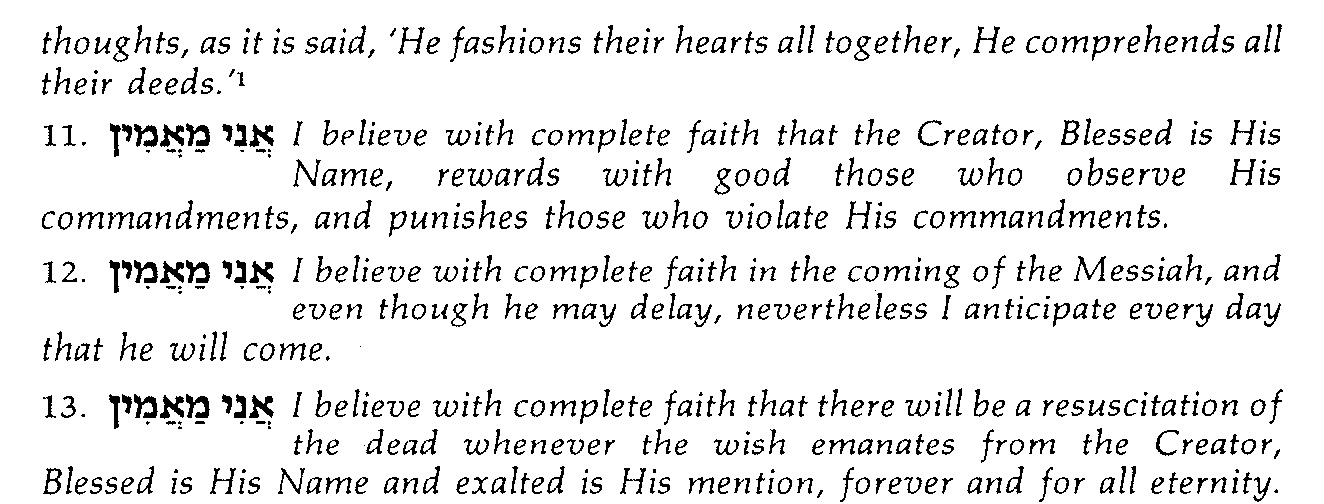 thoughts, as it is said, 'He fashions their hearts all together, He comprehends all
their deeds.'¹
11. אֲנִי מַאֲמִין I believe with complete faith that the Creator, Blessed is His
Name, rewards with good those who observe His
commandments, and punishes those who violate His commandments.
12. אֲנִי מַאֲמִין I believe with complete faith in the coming of the Messiah, and
even though he may delay, nevertheless I anticipate every day
that he will come.
13. אֲנִי מַאֲמִין I believe with complete faith that there will be a resuscitation of
the dead whenever the wish emanates from the Creator,
Blessed is His Name and exalted is His mention, forever and for all eternity.